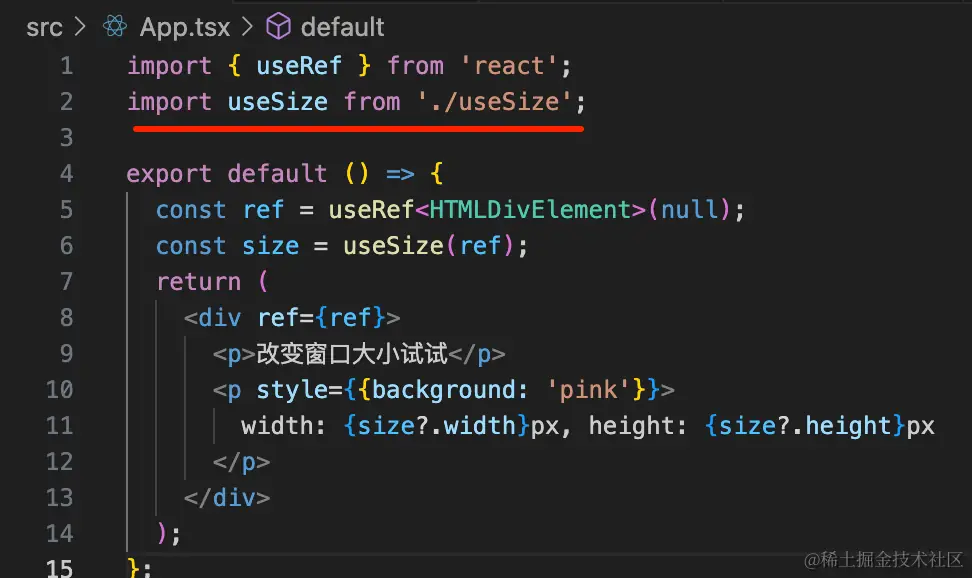 src > App.tsx > default
1 import { useRef } from 'react';
2 import useSize from './useSize';
3
4 export default () => {
5   const ref = useRef<HTMLDivElement>(null);
6   const size = useSize(ref);
7   return (
8     <div ref={ref}>
9       <p>改变窗口大小试试</p>
10       <p style={{background: 'pink'}}>
11         width: {size?.width}px, height: {size?.height}px
12       </p>
13     </div>
14   );
15 };
@稀土掘金技术社区